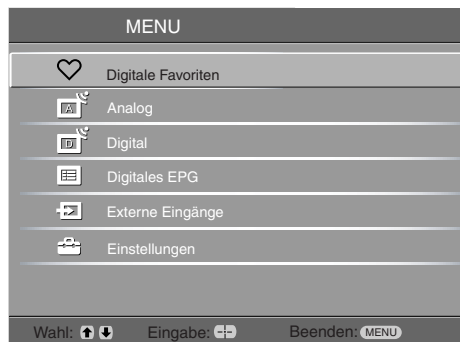 MENU
Digitale Favoriten
A Analog
D Digital
Digitales EPG
Externe Eingänge
Einstellungen
Wahl: Eingabe: Beenden: MENU